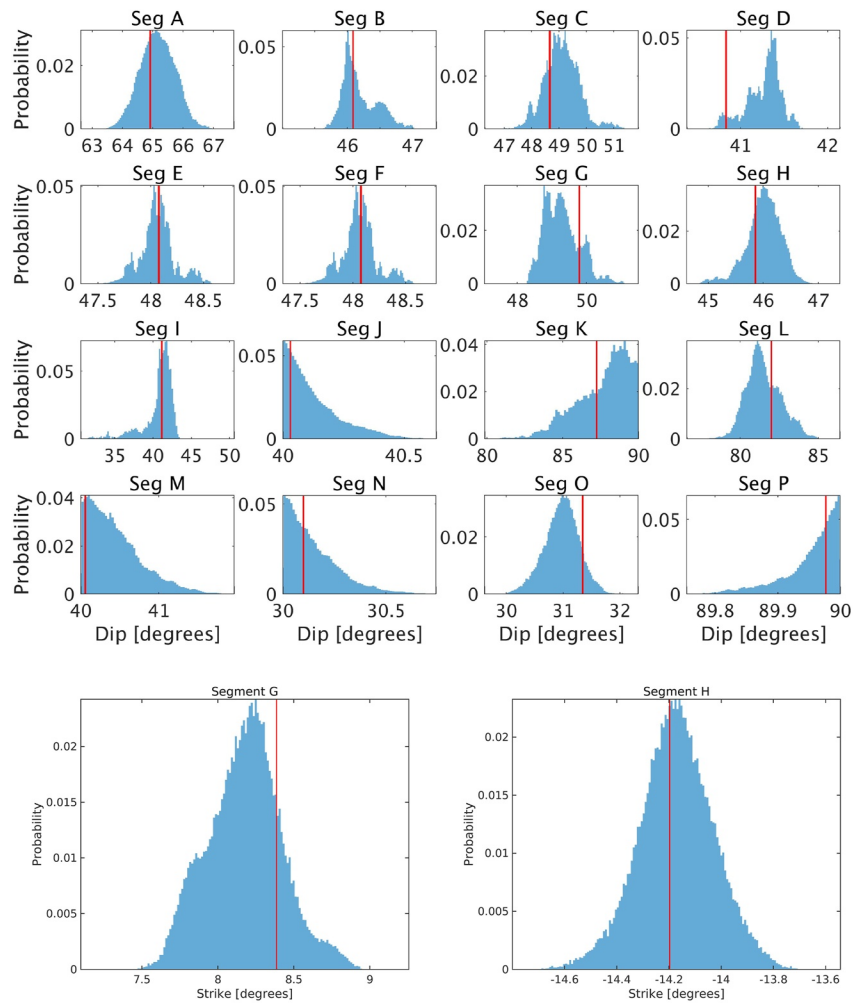 Seg A Seg B Seg C Seg D
Probability
0.02
0
63 64 65 66 67
0.05
0
46 47
0.02
0
47 48 49 50 51
0.05
0
41 42
Seg E Seg F Seg G Seg H
Probability
0.05
0
47.5 48 48.5
0.05
0
47.5 48 48.5
0.02
0
48 50
0.02
0
45 46 47
Seg I Seg J Seg K Seg L
Probability
0.05
0
35 40 45 50
0.05
0
40 40.5
0.04
0.02
0
80 85 90
0.02
0
80 85
Seg M Seg N Seg O Seg P
Probability
0.04
0.02
0
40 41
Dip [degrees]
0.05
0
30 30.5
Dip [degrees]
0.02
0
30 31 32
Dip [degrees]
0.05
0
89.8 89.9 90
Dip [degrees]
Segment G
Probability
0.02
0.015
0.01
0.005
0
7.5 8 8.5 9
Strike [degrees]
Segment H
Probability
0.02
0.015
0.01
0.005
0
-14.6 -14.4 -14.2 -14 -13.8 -13.6
Strike [degrees]